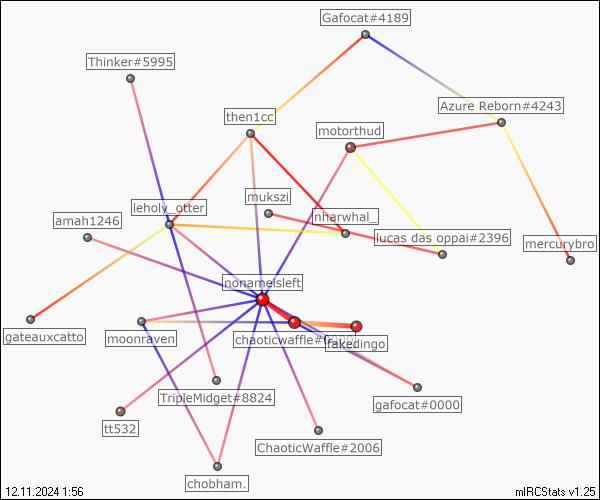 Gafocat#4189
Thinker#5995
Azure Reborn#4243
then1cc
motorthud
mukszi
leholy_otter
nharwhal_
amah1246
lucas das oppai#2396
mercurybro
nonameisleft
gateauxcatto
moonraven
chaoticwaffle#
fakedingo
TripleMidget#8824
gafocat#0000
tt532
ChaoticWaffle#2006
chobham.
12.11.2024 1:56
mIRCStats v1.25